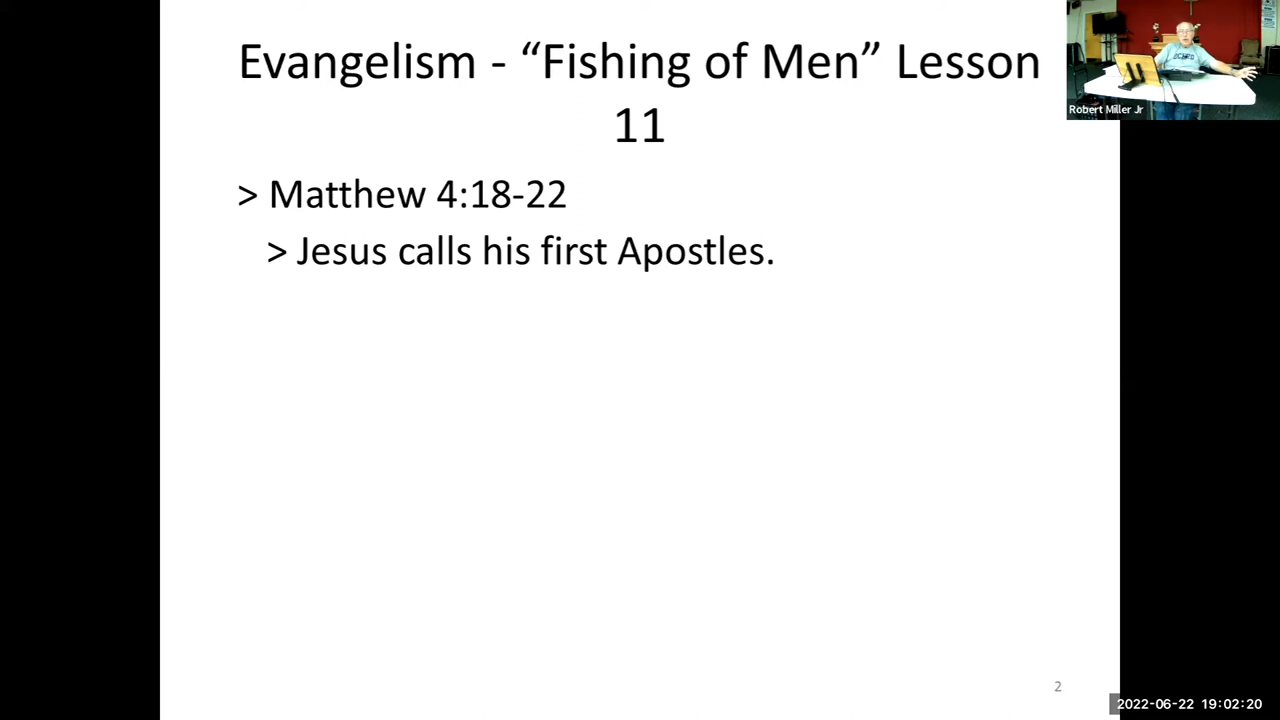 Evangelism - “Fishing of Men” Lesson
11
> Matthew 4:18-22
> Jesus calls his first Apostles.
Robert Miller Jr
2
2022-06-22 19:02:20